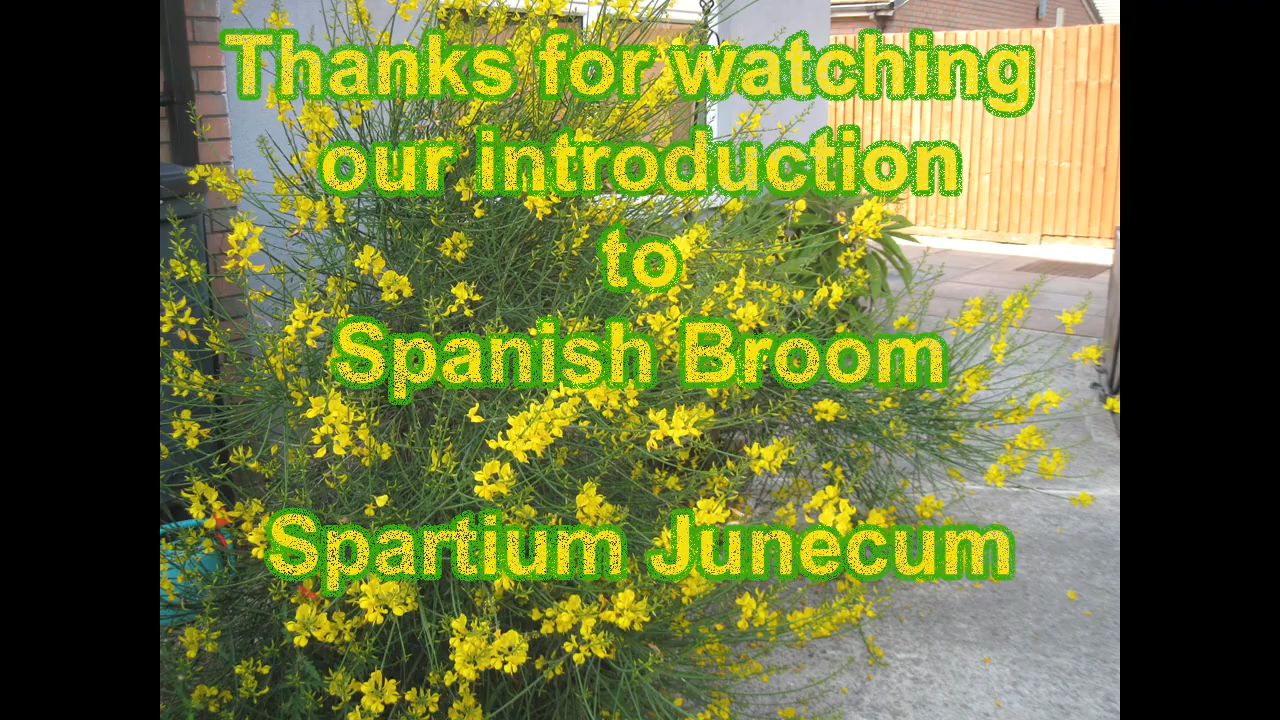 Thanks for watching
our introduction
to
Spanish Broom
Spartium Junecum